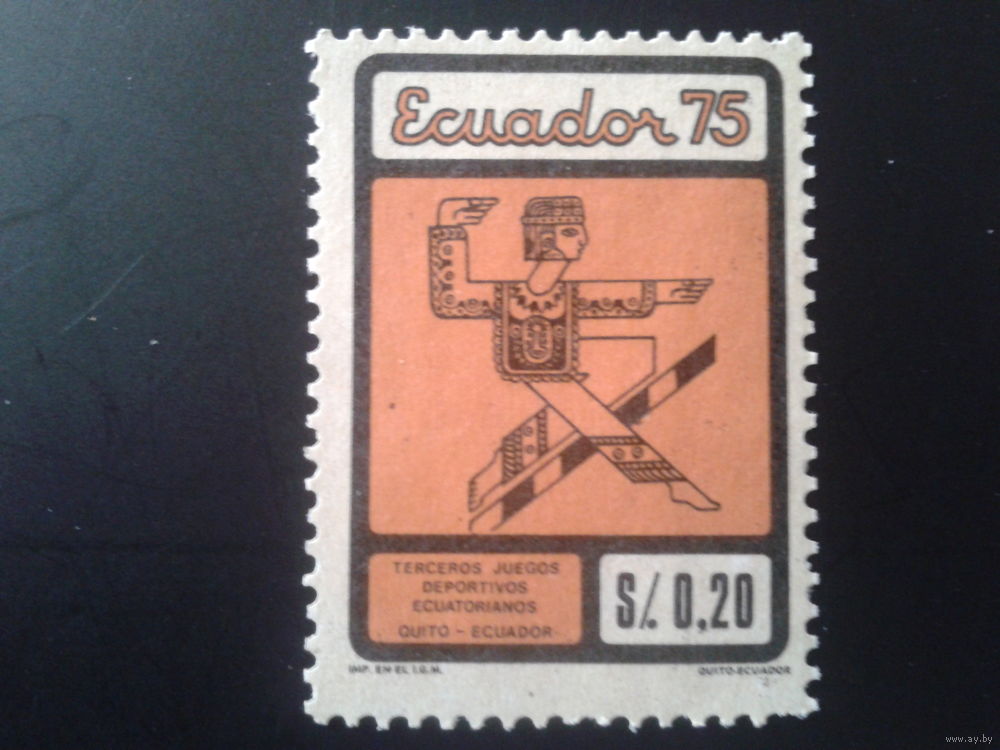 Ecuador 75
TERCEROS JUEGOS
DEPORTIVOS
ECUATORIANOS
QUITO - ECUADOR
S/. 0,20
IMP. EN EL I.G.M.
QUITO-ECUADOR
www.ay.by